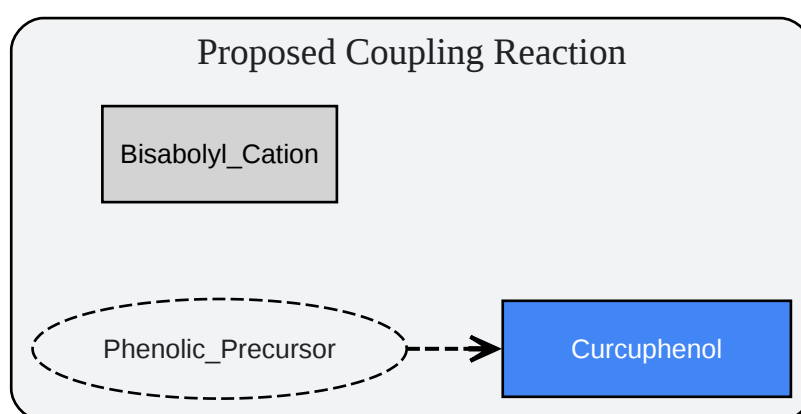 Proposed Coupling Reaction
Bisabolyl_Cation
Phenolic_Precursor
Curcuphenol